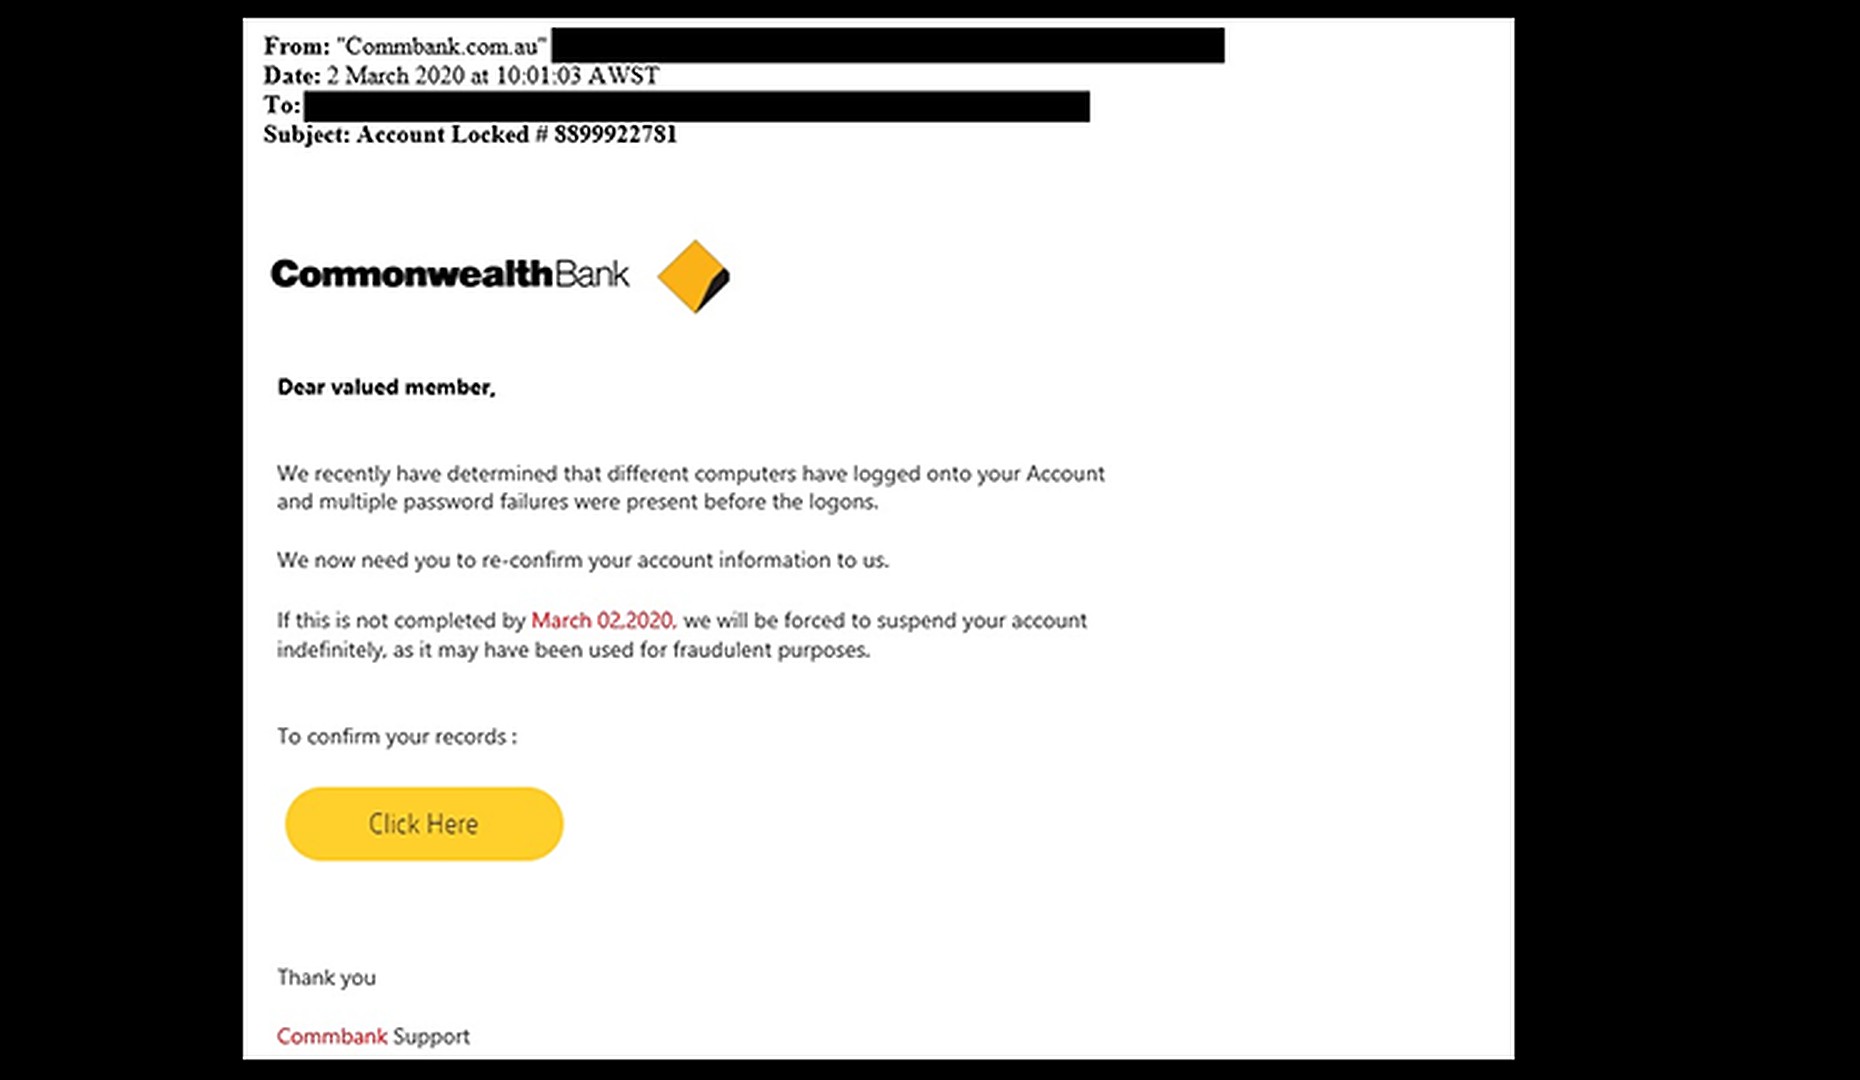 From: "Commbank.com.au"
Date: 2 March 2020 at 10:01:03 AWST
To:
Subject: Account Locked # 8899922781
CommonwealthBank
Dear valued member,
We recently have determined that different computers have logged onto your Account
and multiple password failures were present before the logons.
We now need you to re-confirm your account information to us.
If this is not completed by March 02,2020, we will be forced to suspend your account
indefinitely, as it may have been used for fraudulent purposes.
To confirm your records :
Click Here
Thank you
Commbank Support